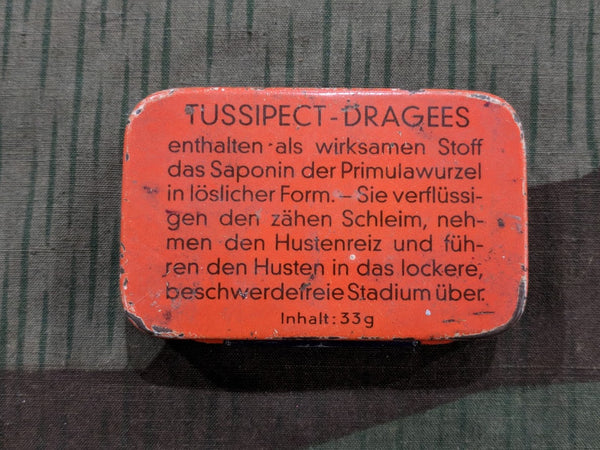 TUSSIPECT-DRAGEES
enthalten als wirksamen Stoff
das Saponin der Primulawurzel
in löslicher Form.– Sie verflüssi-
gen den zähen Schleim, neh-
men den Hustenreiz und füh-
ren den Husten in das lockere,
beschwerdefreie Stadium über.
Inhalt: 33 g